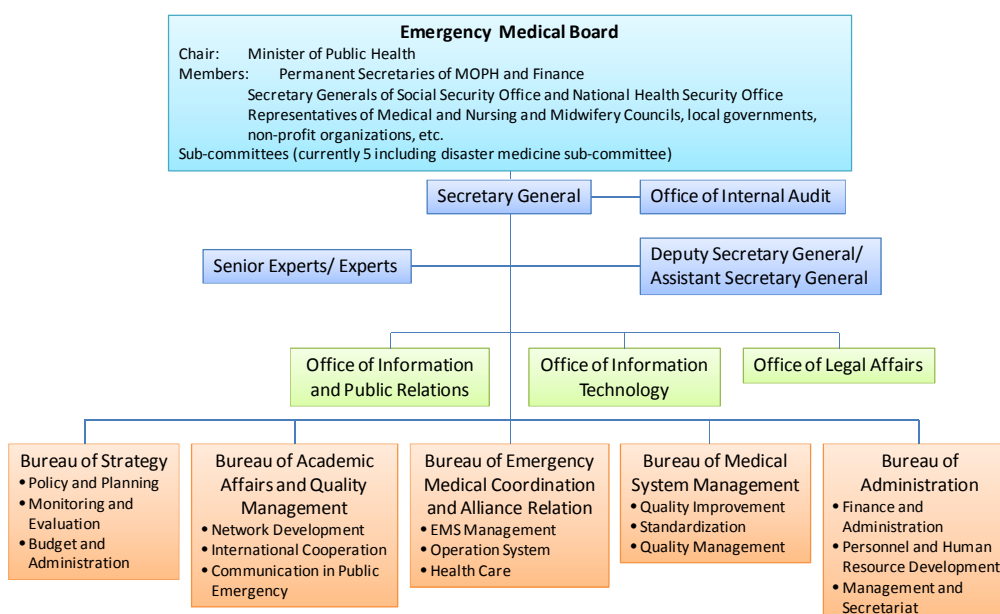 Emergency Medical Board
Chair: Minister of Public Health
Members: Permanent Secretaries of MOPH and Finance
Secretary Generals of Social Security Office and National Health Security Office
Representatives of Medical and Nursing and Midwifery Councils, local governments,
non-profit organizations, etc.
Sub-committees (currently 5 including disaster medicine sub-committee)
Secretary General
Office of Internal Audit
Senior Experts/ Experts
Deputy Secretary General/
Assistant Secretary General
Office of Information
and Public Relations
Office of Information
Technology
Office of Legal Affairs
Bureau of Strategy
• Policy and Planning
• Monitoring and
Evaluation
• Budget and
Administration
Bureau of Academic
Affairs and Quality
Management
• Network Development
• International Cooperation
• Communication in Public
Emergency
Bureau of Emergency
Medical Coordination
and Alliance Relation
• EMS Management
• Operation System
• Health Care
Bureau of Medical
System Management
• Quality Improvement
• Standardization
• Quality Management
Bureau of
Administration
• Finance and
Administration
• Personnel and Human
Resource Development
• Management and
Secretariat